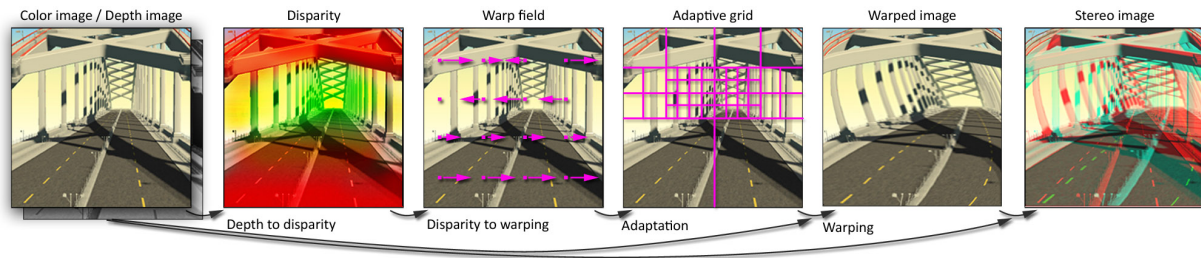 Color image / Depth image
Disparity
Warp field
Adaptive grid
Warped image
Stereo image
Depth to disparity
Disparity to warping
Adaptation
Warping